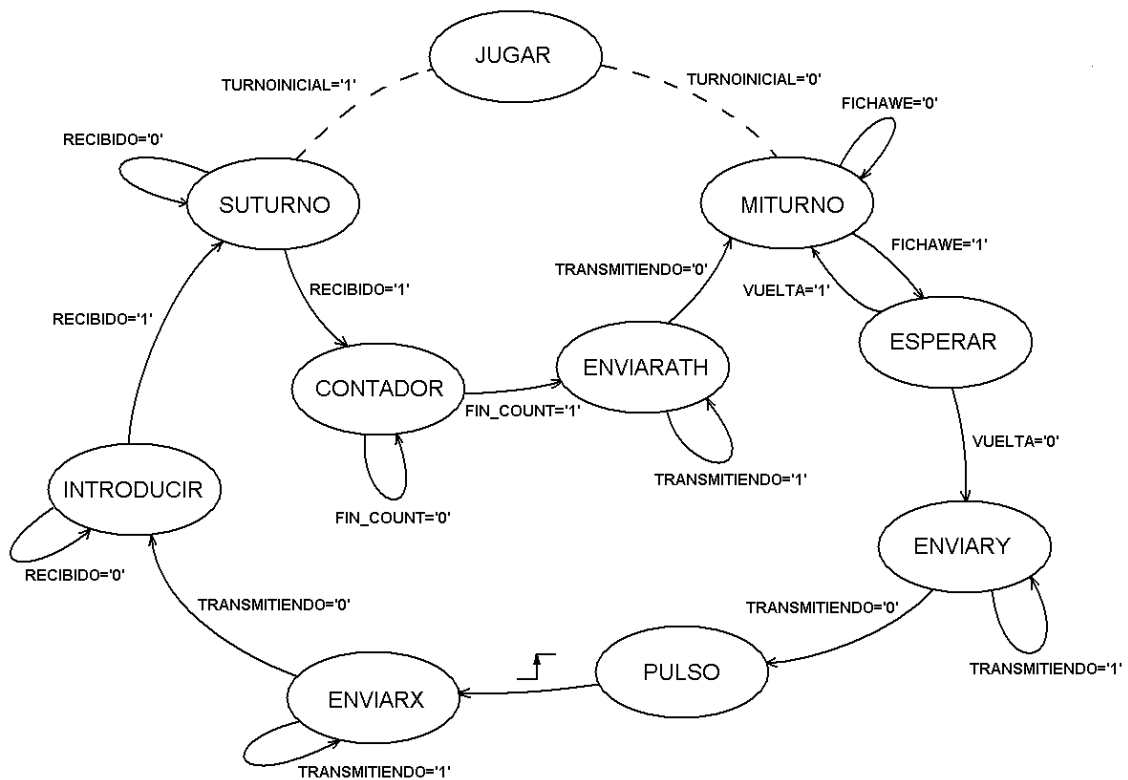 JUGAR
TURNOINICIAL='1'
TURNOINICIAL='0'
FICHAWE='0'
RECIBIDO='0'
SUTURNO
MITURNO
FICHAWE='1'
TRANSMITIENDO='0'
VUELTA='1'
RECIBIDO='1'
RECIBIDO='1'
ESPERAR
ENVIARATH
CONTADOR
FIN_COUNT='1'
VUELTA='0'
TRANSMITIENDO='1'
INTRODUCIR
FIN_COUNT='0'
ENVIARY
RECIBIDO='0'
TRANSMITIENDO='0'
TRANSMITIENDO='0'
TRANSMITIENDO='1'
PULSO
ENVIARX
TRANSMITIENDO='1'